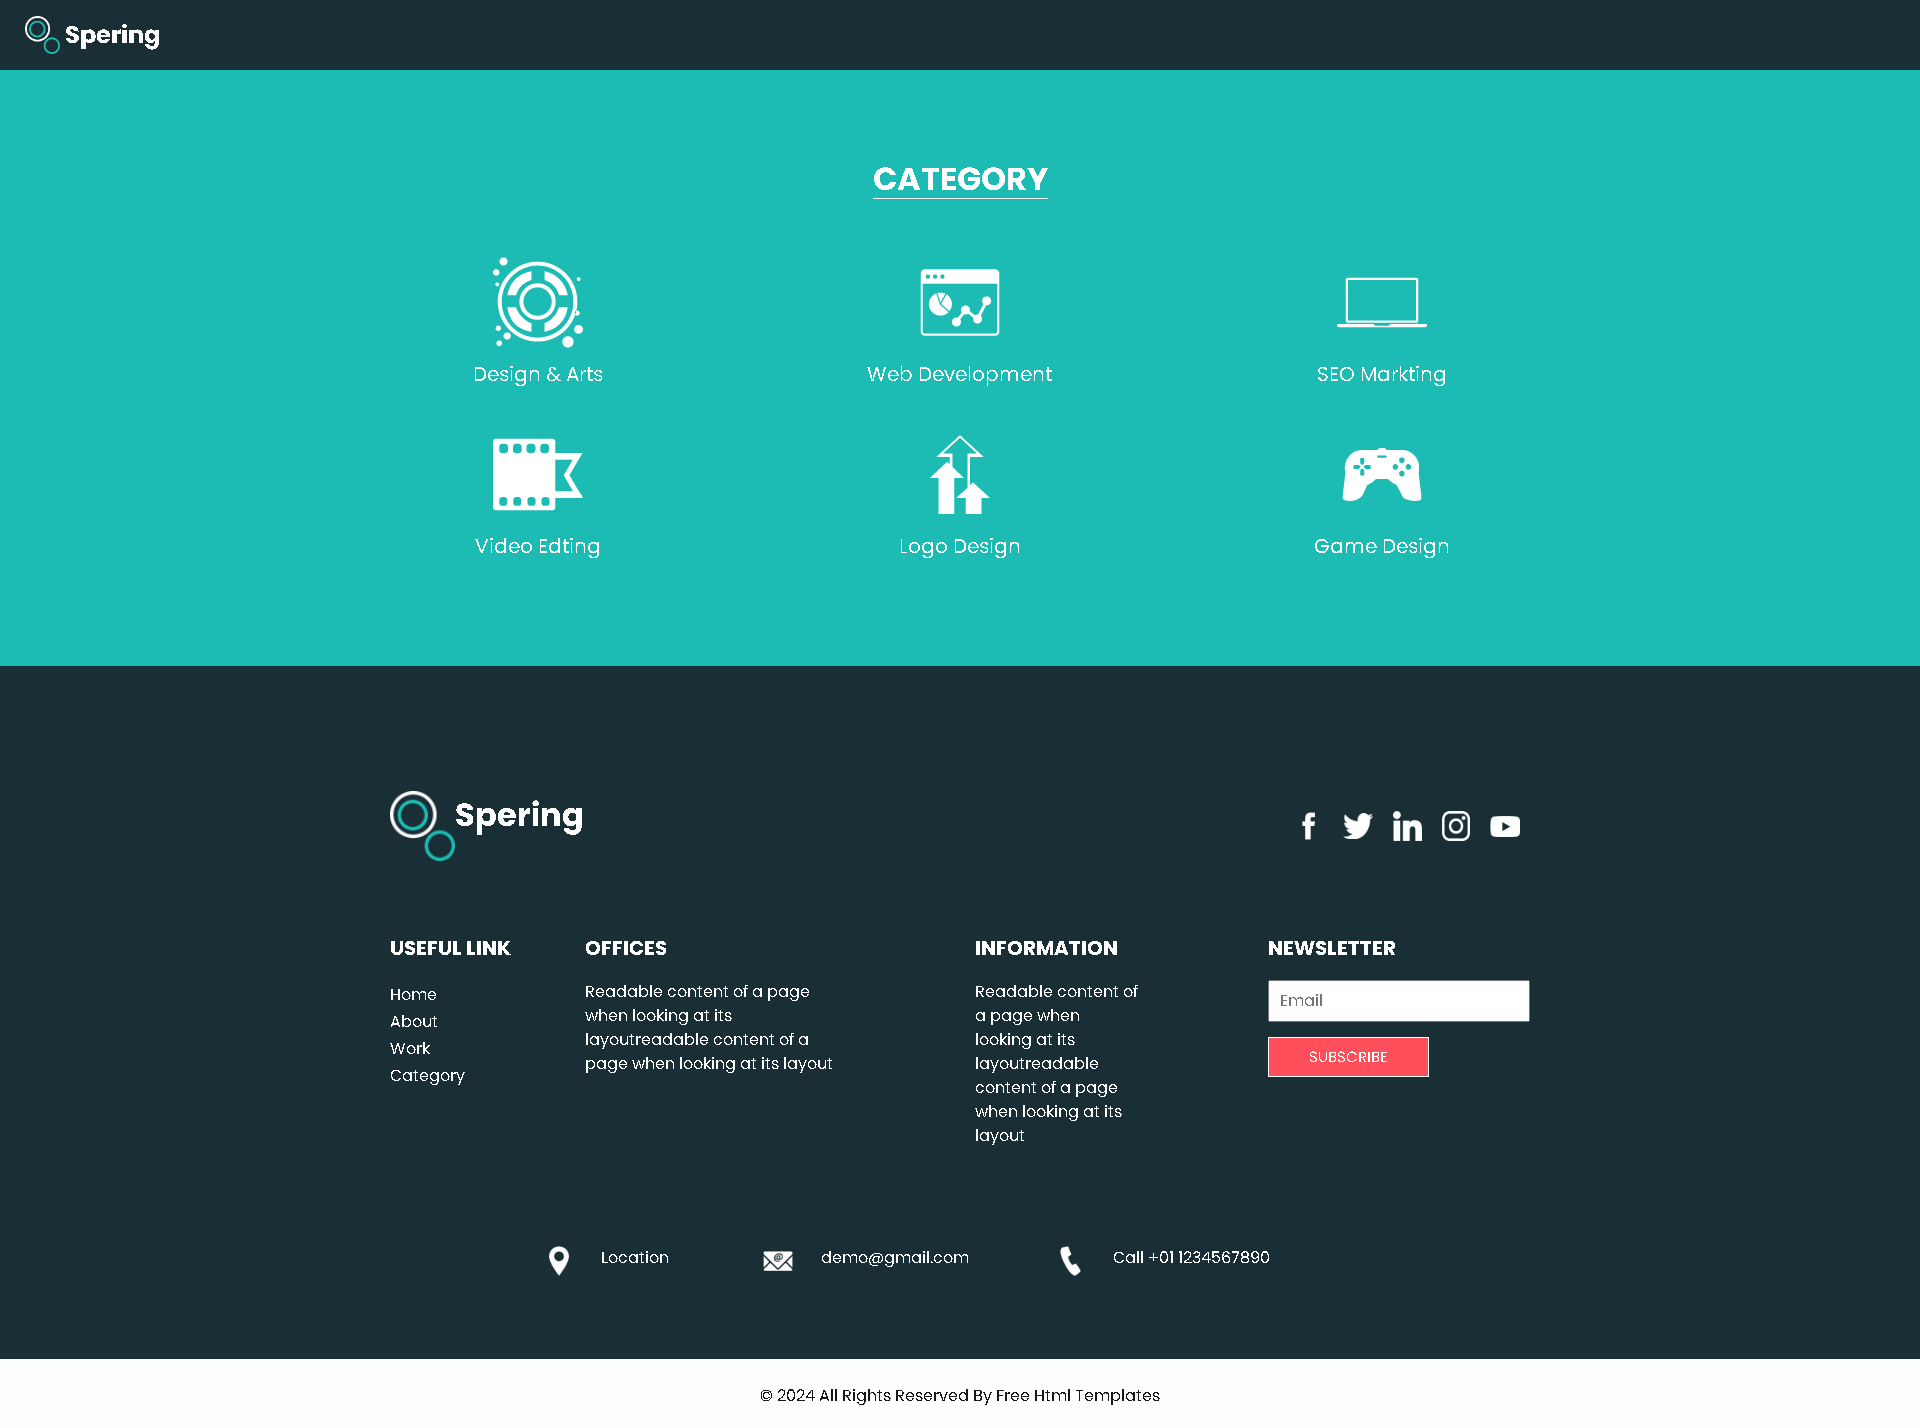 Spering
CATEGORY
Design & Arts
Web Development
SEO Markting
Video Edting
Logo Design
Game Design
Spering
USEFUL LINK
Home
About
Work
Category
OFFICES
Readable content of a page
when looking at its
layoutreadable content of a
page when looking at its layout
INFORMATION
Readable content of
a page when
looking at its
layoutreadable
content of a page
when looking at its
layout
NEWSLETTER
Email
SUBSCRIBE
Location
demo@gmail.com
Call +01 1234567890
© 2024 All Rights Reserved By Free Html Templates